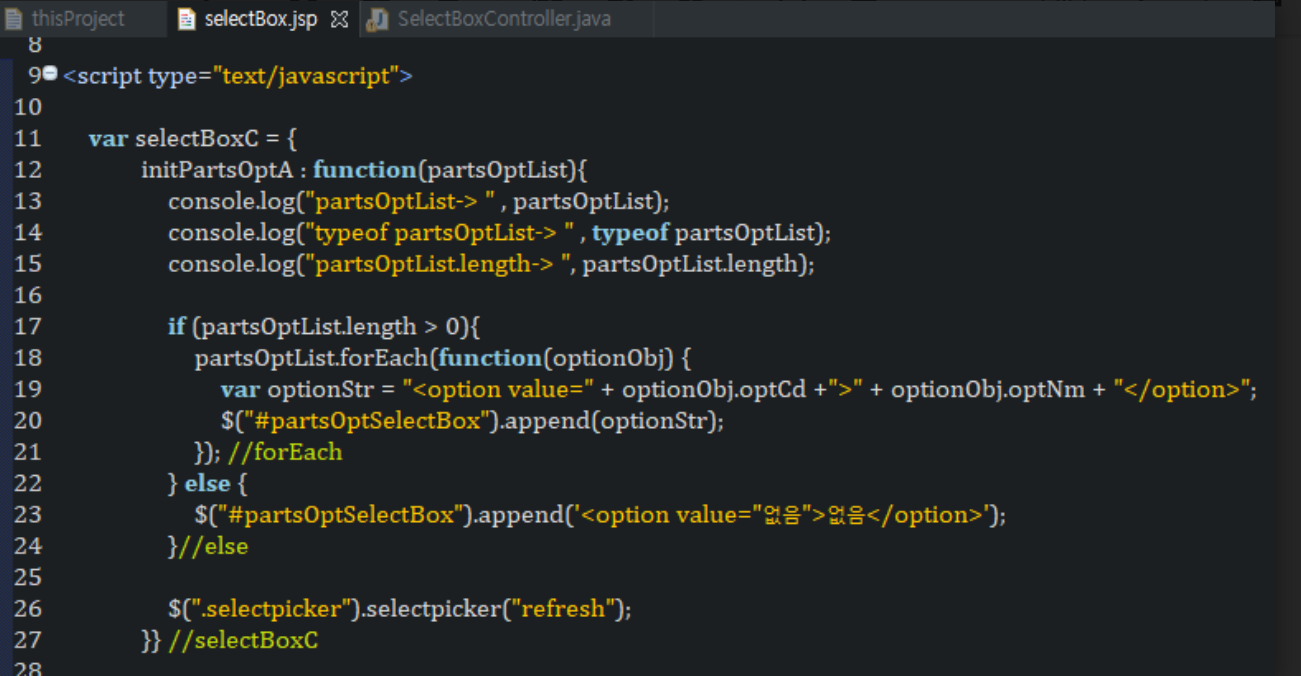 thisProject selectBox.jsp SelectBoxController.java
8
9 <script type="text/javascript">
10
11 var selectBoxC = {
12 initPartsOptA : function(partsOptList){
13 console.log("partsOptList-> " , partsOptList);
14 console.log("typeof partsOptList-> " , typeof partsOptList);
15 console.log("partsOptList.length-> ", partsOptList.length);
16
17 if (partsOptList.length > 0){
18 partsOptList.forEach(function(optionObj) {
19 var optionStr = "<option value=" + optionObj.optCd +">" + optionObj.optNm + "</option>";
20 $("#partsOptSelectBox").append(optionStr);
21 }); //forEach
22 } else {
23 $("#partsOptSelectBox").append('<option value="없음">없음</option>');
24 }//else
25
26 $(".selectpicker").selectpicker("refresh");
27 }} //selectBoxC
28